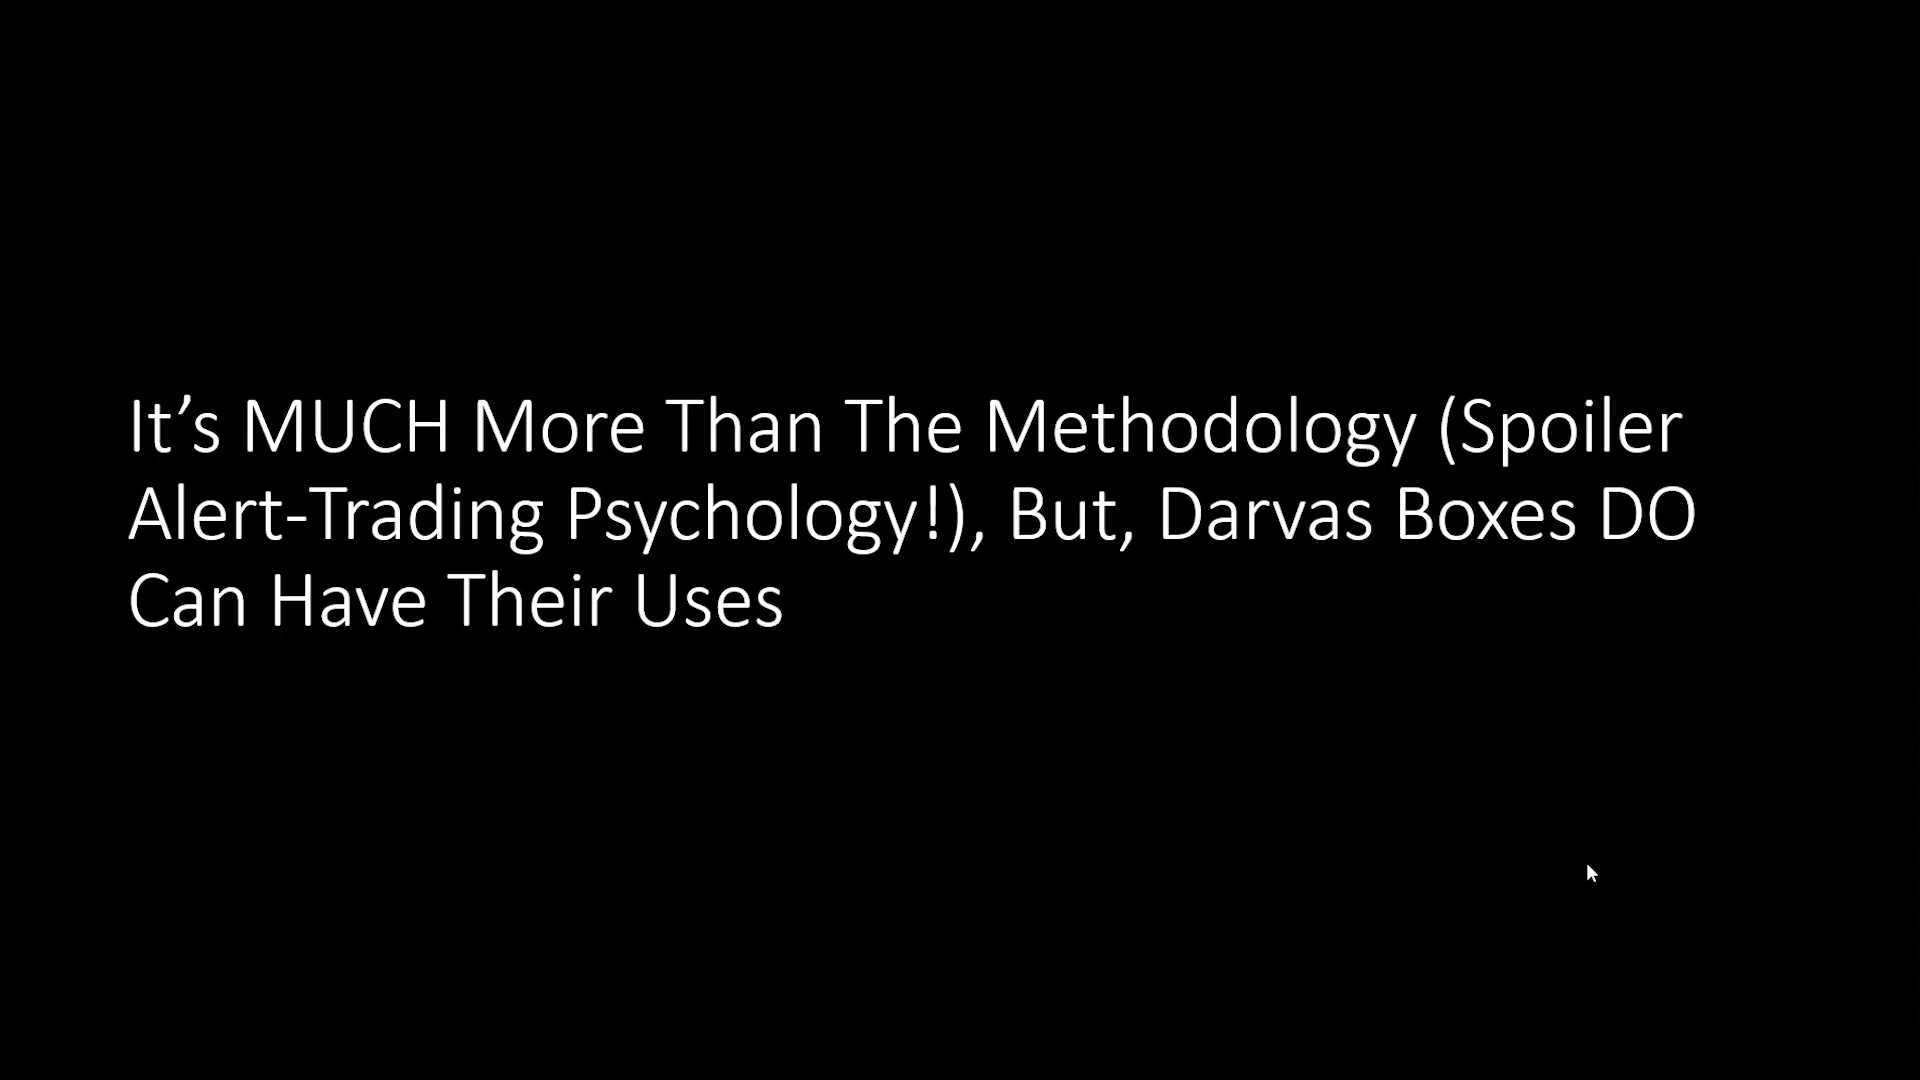 It’s MUCH More Than The Methodology (Spoiler
Alert-Trading Psychology!), But, Darvas Boxes DO
Can Have Their Uses